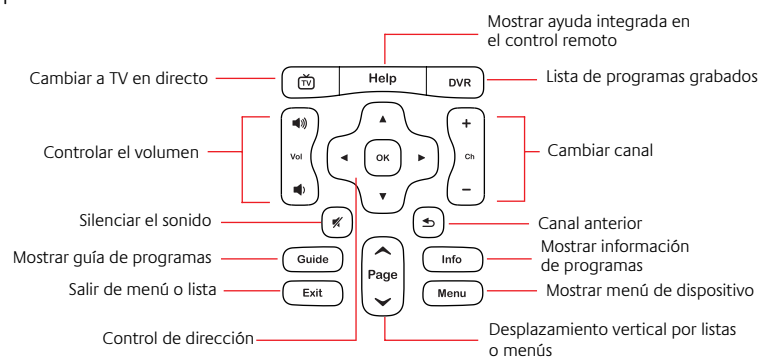 Mostrar ayuda integrada en
el control remoto
Cambiar a TV en directo
TV
Help
DVR
Lista de programas grabados
Controlar el volumen
Vol
OK
+
Ch
−
Cambiar canal
Silenciar el sonido
Canal anterior
Mostrar guía de programas
Guide
Page
Info
Mostrar información
de programas
Salir de menú o lista
Exit
Menu
Mostrar menú de dispositivo
Control de dirección
Desplazamiento vertical por listas
o menús